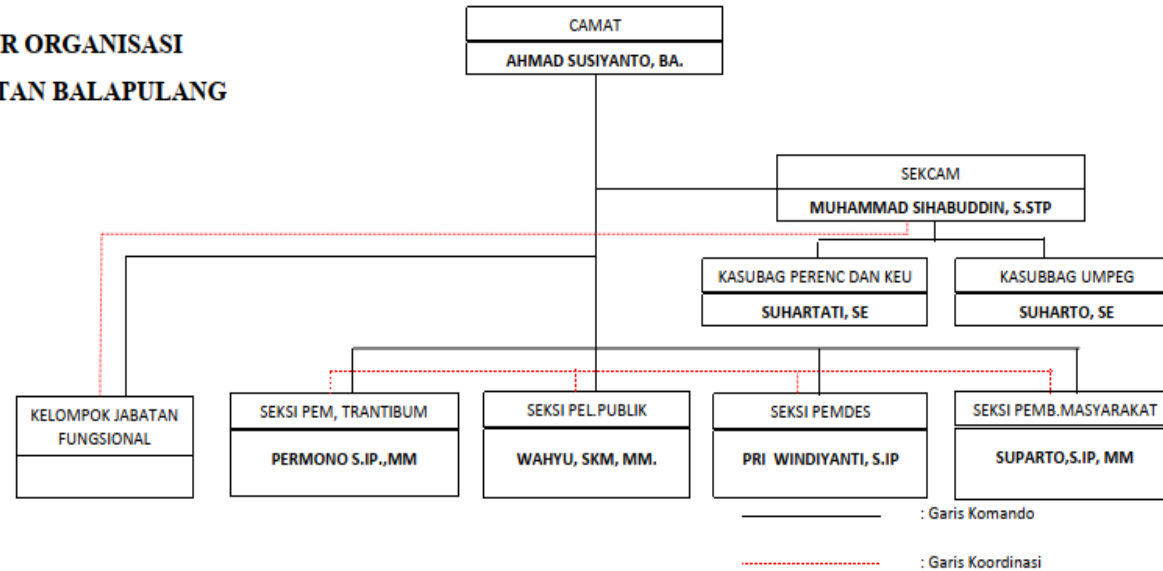 R ORGANISASI
TAN BALAPULANG
CAMAT
AHMAD SUSIYANTO, BA.
SEKCAM
MUHAMMAD SIHABUDDIN, S.STP
KASUBAG PERENC DAN KEU
SUHARTATI, SE
KASUBBAG UMPEG
SUHARTO, SE
KELOMPOK JABATAN
FUNGSIONAL
SEKSI PEM, TRANTIBUM
PERMONO S.IP.,MM
SEKSI PEL.PUBLIK
WAHYU, SKM, MM.
SEKSI PEMDES
PRI WINDIYANTI, S.IP
SEKSI PEMB.MASYARAKAT
SUPARTO,S.IP, MM
: Garis Komando
: Garis Koordinasi